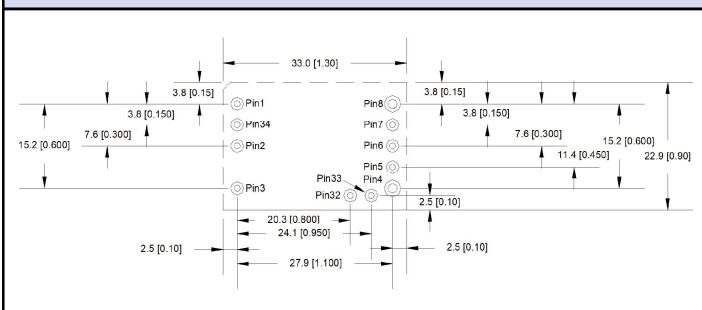 33.0 [1.30]
3.8 [0.15]
3.8 [0.15]
Pin1
Pin8
3.8 [0.150]
3.8 [0.150]
Pin34
Pin7
7.6 [0.300]
7.6 [0.300]
15.2 [0.600]
15.2 [0.600]
Pin2
Pin6
22.9 [0.90]
11.4 [0.450]
Pin5
Pin33
Pin4
Pin3
Pin32
2.5 [0.10]
20.3 [0.800]
24.1 [0.950]
2.5 [0.10]
2.5 [0.10]
27.9 [1.100]